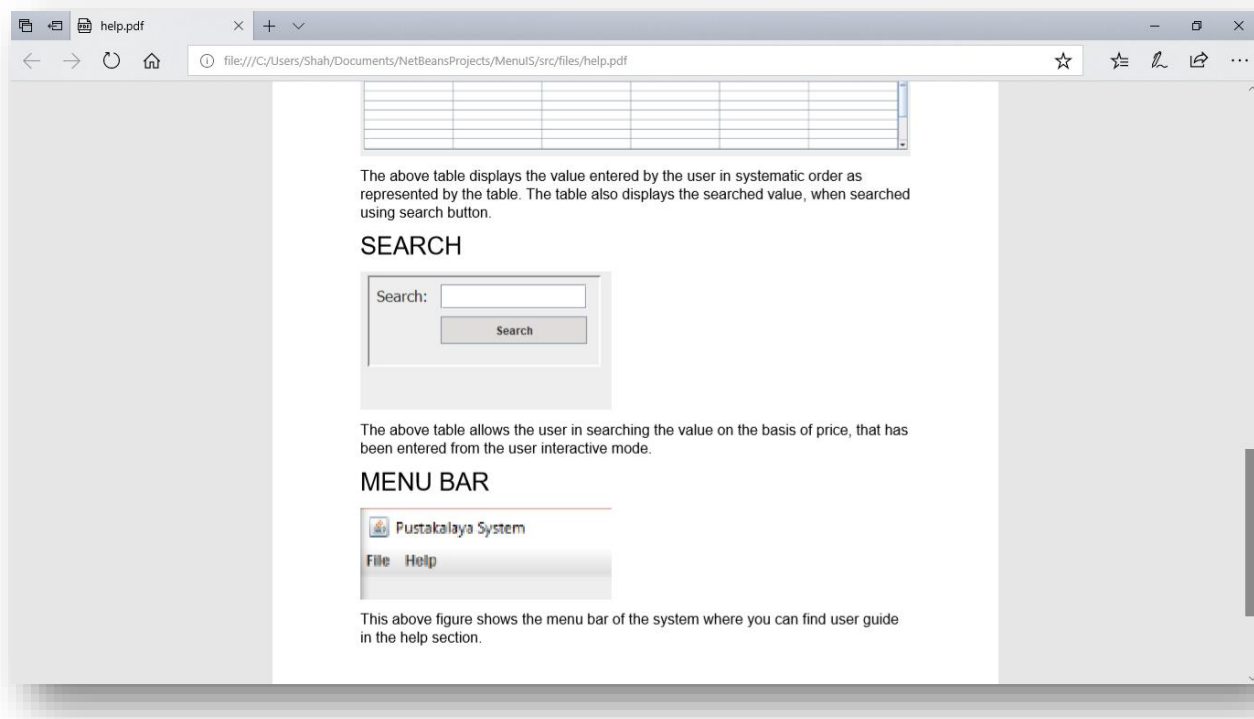 help.pdf
file:///C:/Users/Shah/Documents/NetBeansProjects/MenuIS/src/files/help.pdf
The above table displays the value entered by the user in systematic order as
represented by the table. The table also displays the searched value, when searched
using search button.
SEARCH
Search:
Search
The above table allows the user in searching the value on the basis of price, that has
been entered from the user interactive mode.
MENU BAR
Pustakalaya System
File Help
This above figure shows the menu bar of the system where you can find user guide
in the help section.